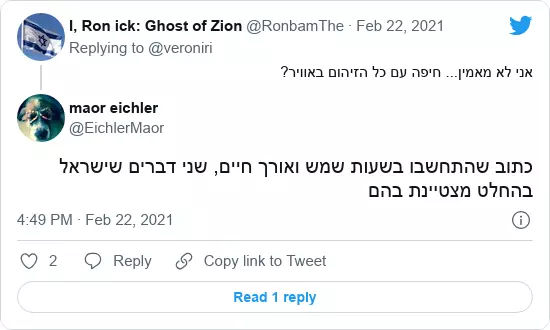 I, Ron ick: Ghost of Zion @RonbamThe · Feb 22, 2021
Replying to @veroniri
אני לא מאמין... חיפה עם כל הזיהום באוויר?
maor eichler
@EichlerMaor
כתוב שהתחשבו בשעות שמש ואורך חיים, שני דברים שישראל
בהחלט מצטיינת בהם
4:49 PM · Feb 22, 2021
2 Reply Copy link to Tweet
Read 1 reply